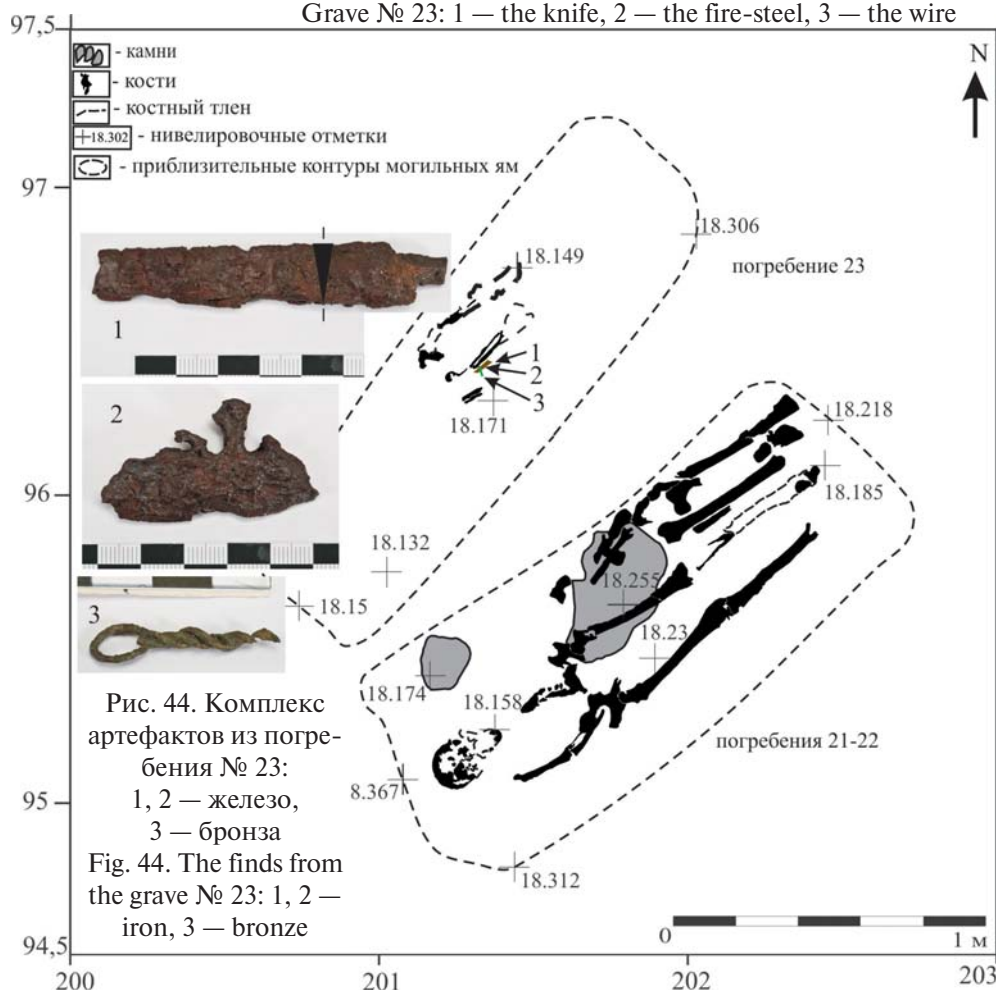 Grave № 23: 1 — the knife, 2 — the fire-steel, 3 — the wire
97,5
- камни
- кости
- костный тлен
18.302 - нивелировочные отметки
- приблизительные контуры могильных ям
N
97
18.306
погребение 23
18.149
1
1
2
3
18.171
2
18.218
96
18.185
18.132
18.255
3
18.15
18.23
18.174
18.158
погребения 21-22
8.367
95
18.312
Рис. 44. Комплекс
артефактов из погре-
бения № 23:
1, 2 — железо,
3 — бронза
Fig. 44. The finds from
the grave № 23: 1, 2 —
iron, 3 — bronze
0
1 м
94,5
200
201
202
203